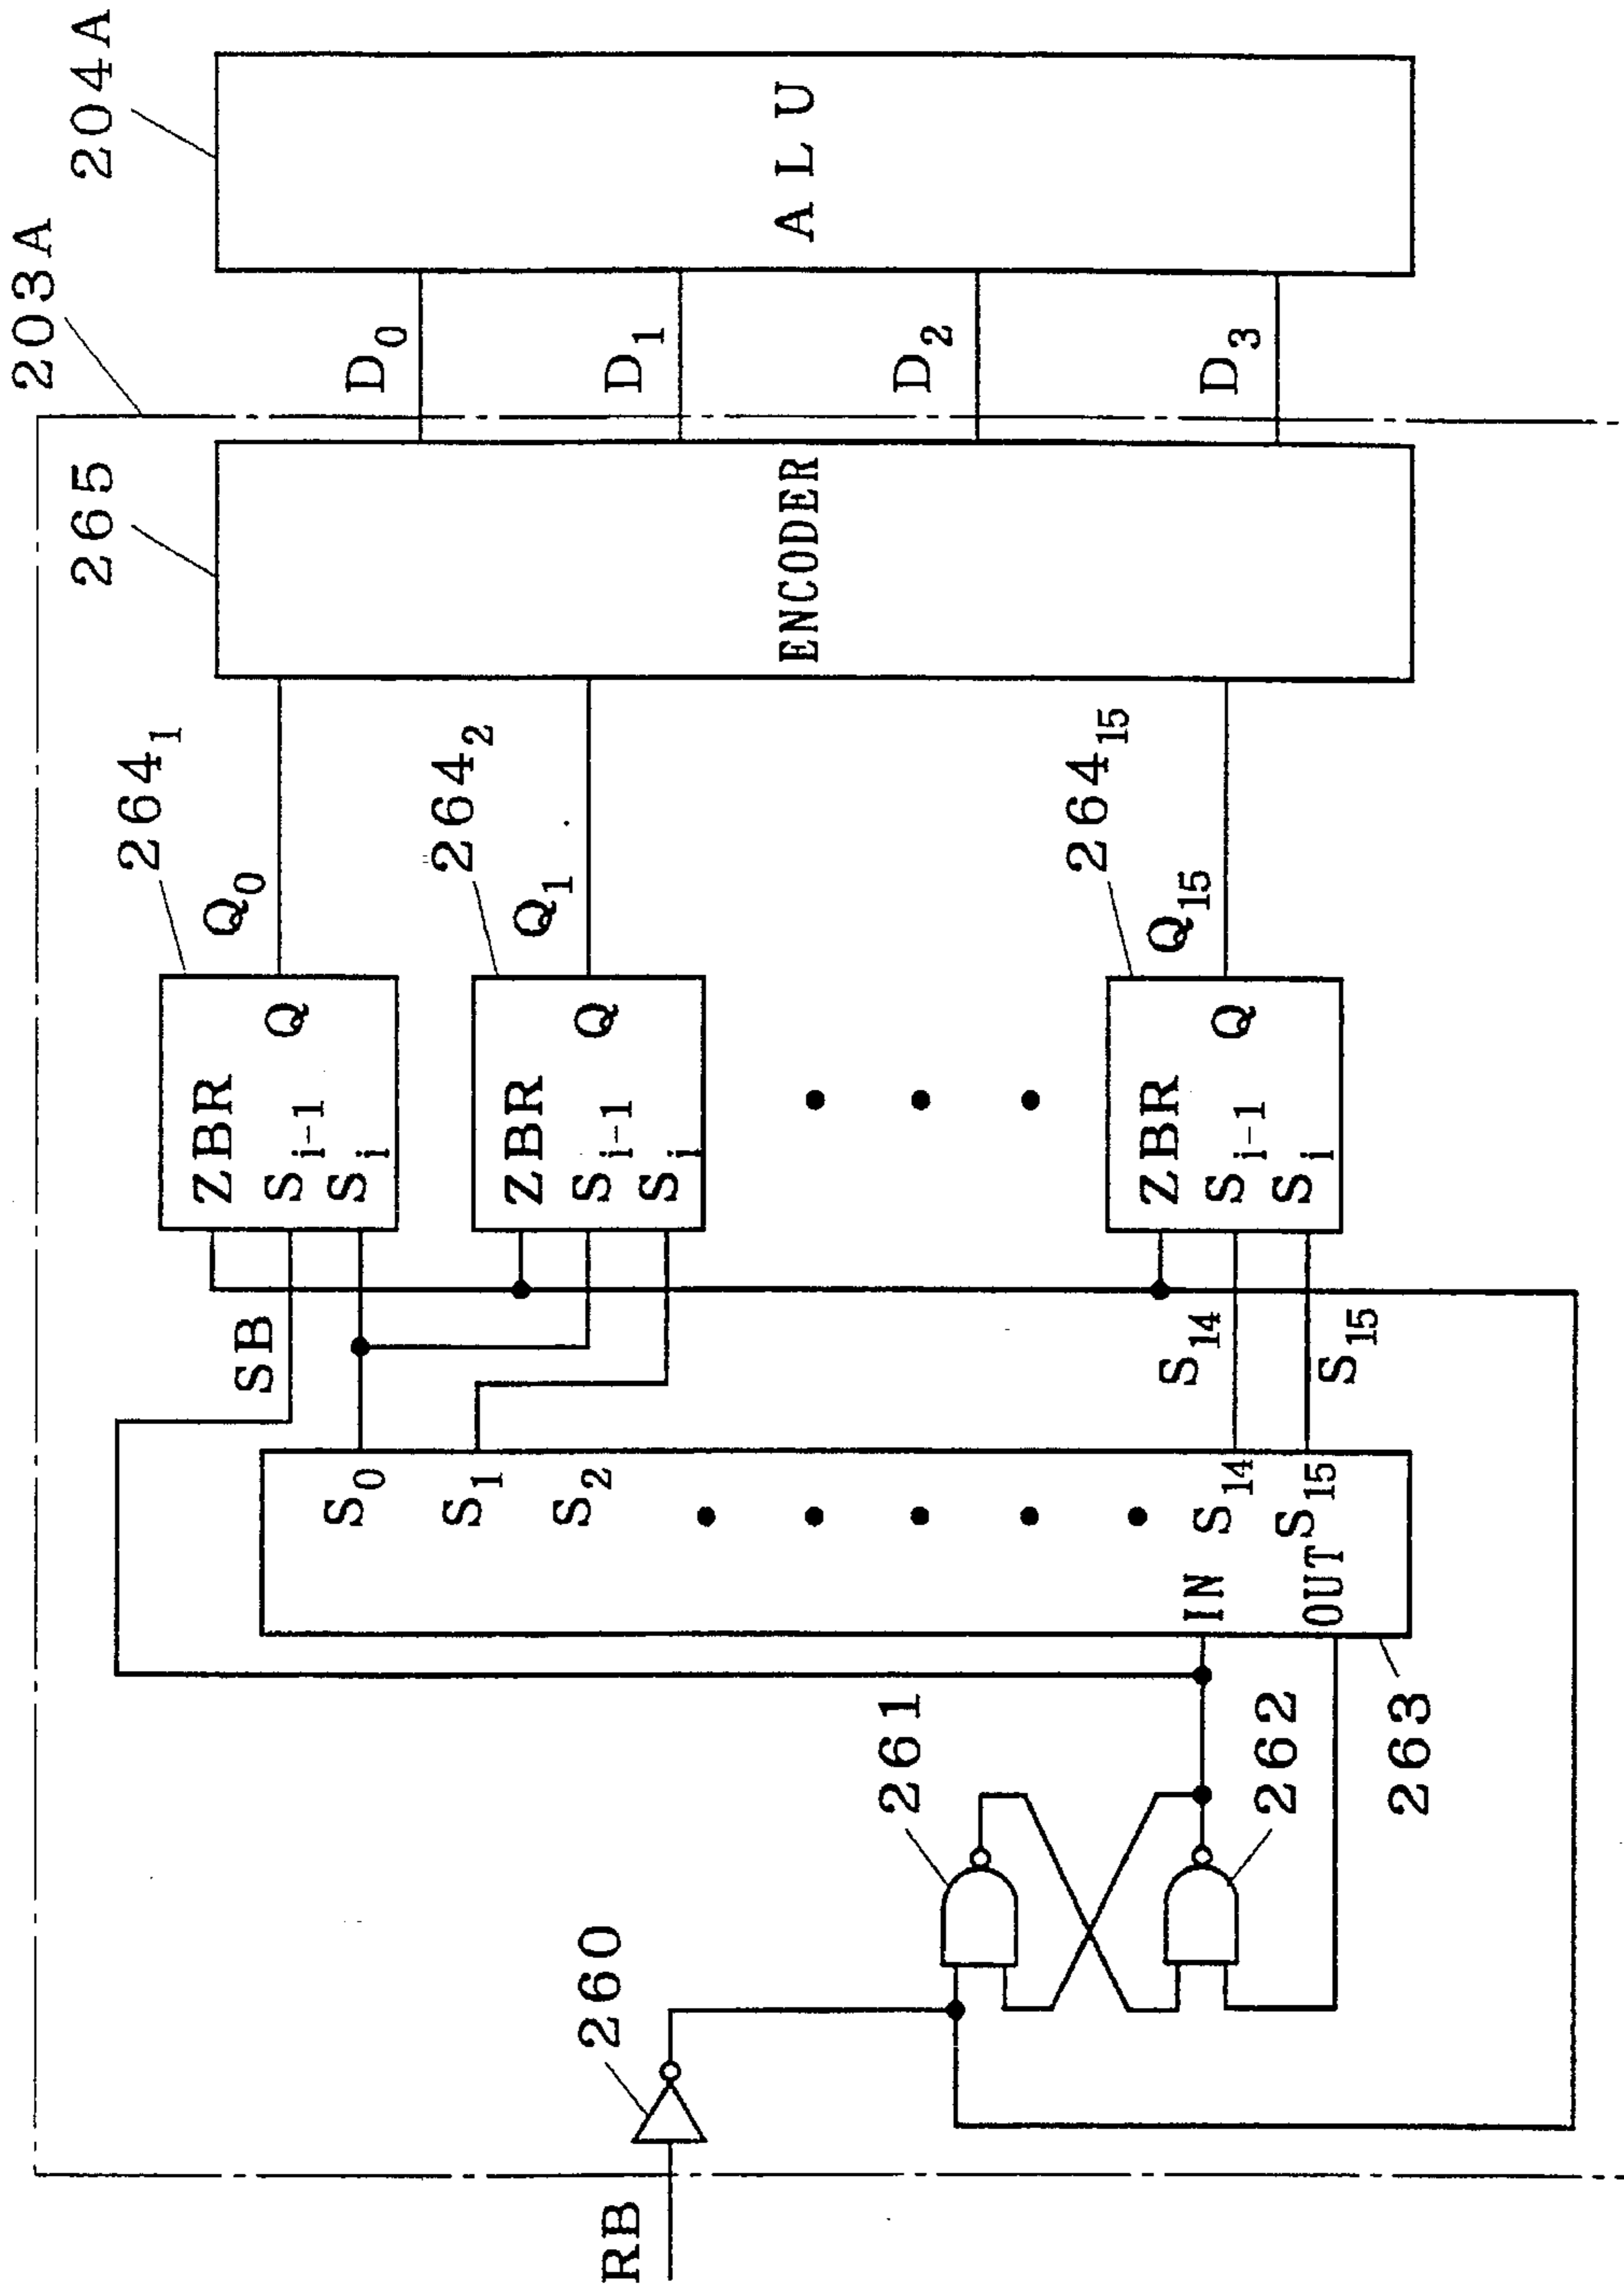 203A
204A
265
264₁
264₂
264₁₅
Q₀
Q₁
Q₁₅
D₀
D₁
D₂
D₃
ZBR
Sᵢ₋₁ Q
Sᵢ
ZBR
Sᵢ₋₁ Q
Sᵢ
ZBR
Sᵢ₋₁ Q
Sᵢ
ENCODER
ALU
SB
S₀
S₁
S₂
IN S₁₄
OUT S₁₅
S₁₄
S₁₅
261
262
263
260
RB